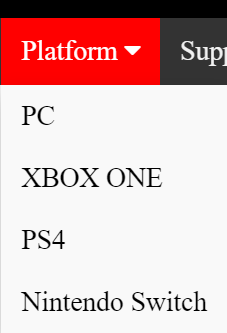 Platform Supp
PC
XBOX ONE
PS4
Nintendo Switch